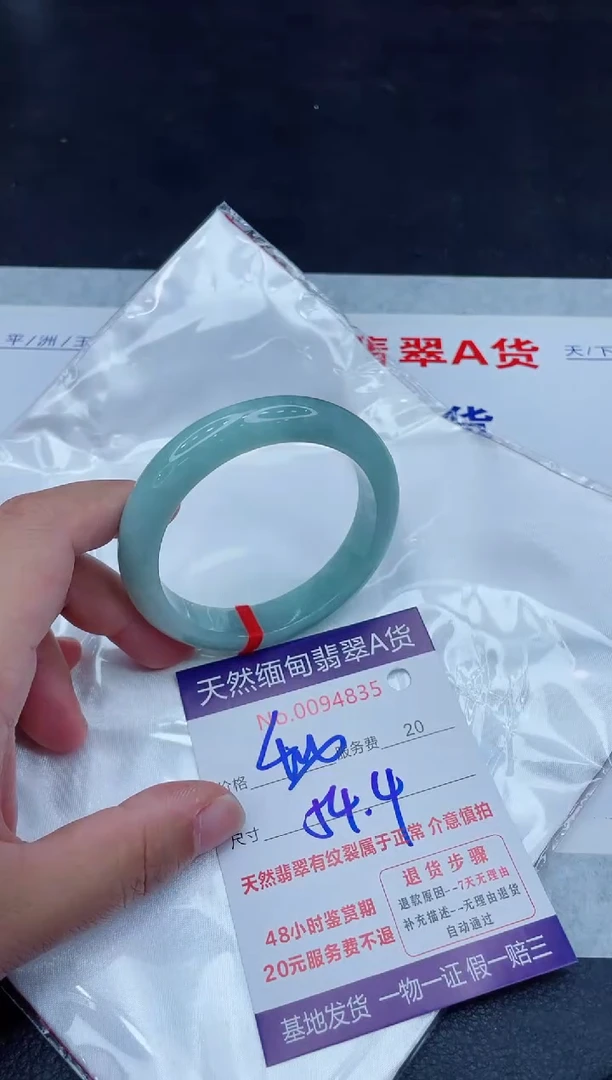 平/洲/玉
翡翠A货
天/下
货
天然缅甸翡翠A货
No.0094835
价格
服务费 20
尺寸 54.4
天然翡翠有纹裂属于正常 介意慎拍
48小时鉴赏期
20元服务费不退
退货步骤
退款原因--7天无理由
补充描述--无理由退货
自动通过
基地发货 一物一证 假一赔三